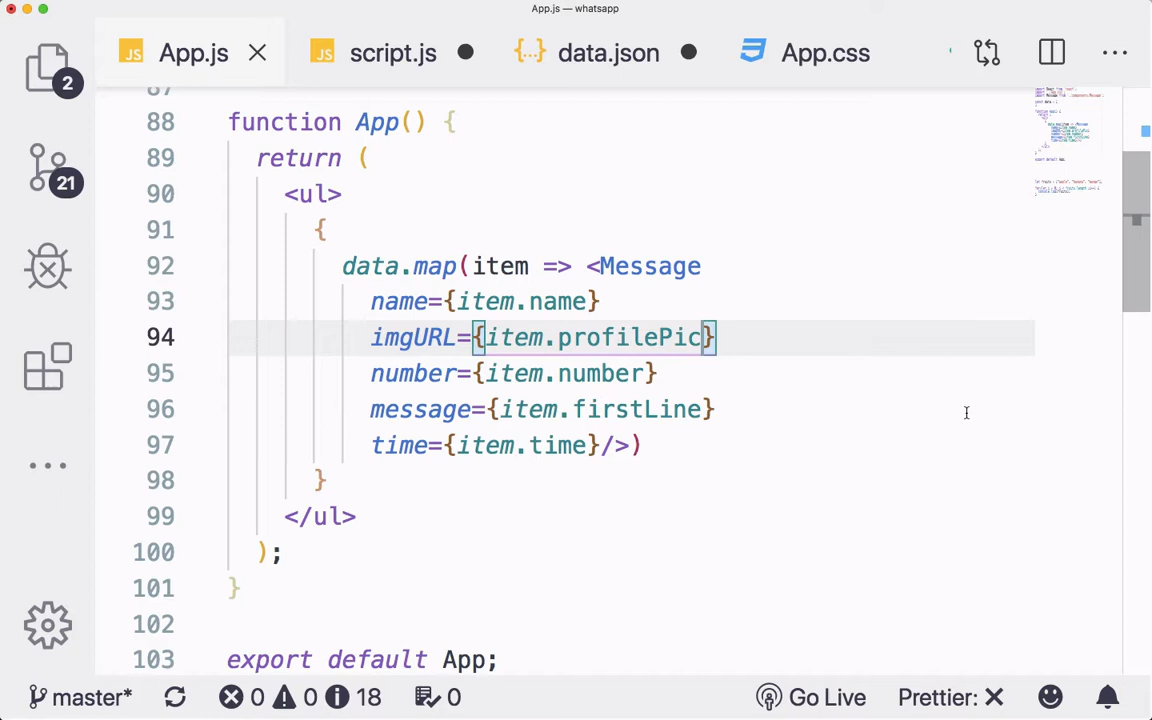 App.js — whatsapp
JS App.js JS script.js {..} data.json App.css
2
21
87
88 function App() {
89 return (
90 <ul>
91 {
92 data.map(item => <Message
93 name={item.name}
94 imgURL={item.profilePic}
95 number={item.number}
96 message={item.firstLine}
97 time={item.time}/>)
98 }
99 </ul>
100 );
101 }
102
103 export default App;
master* 0 0 18 0 Go Live Prettier: ✕